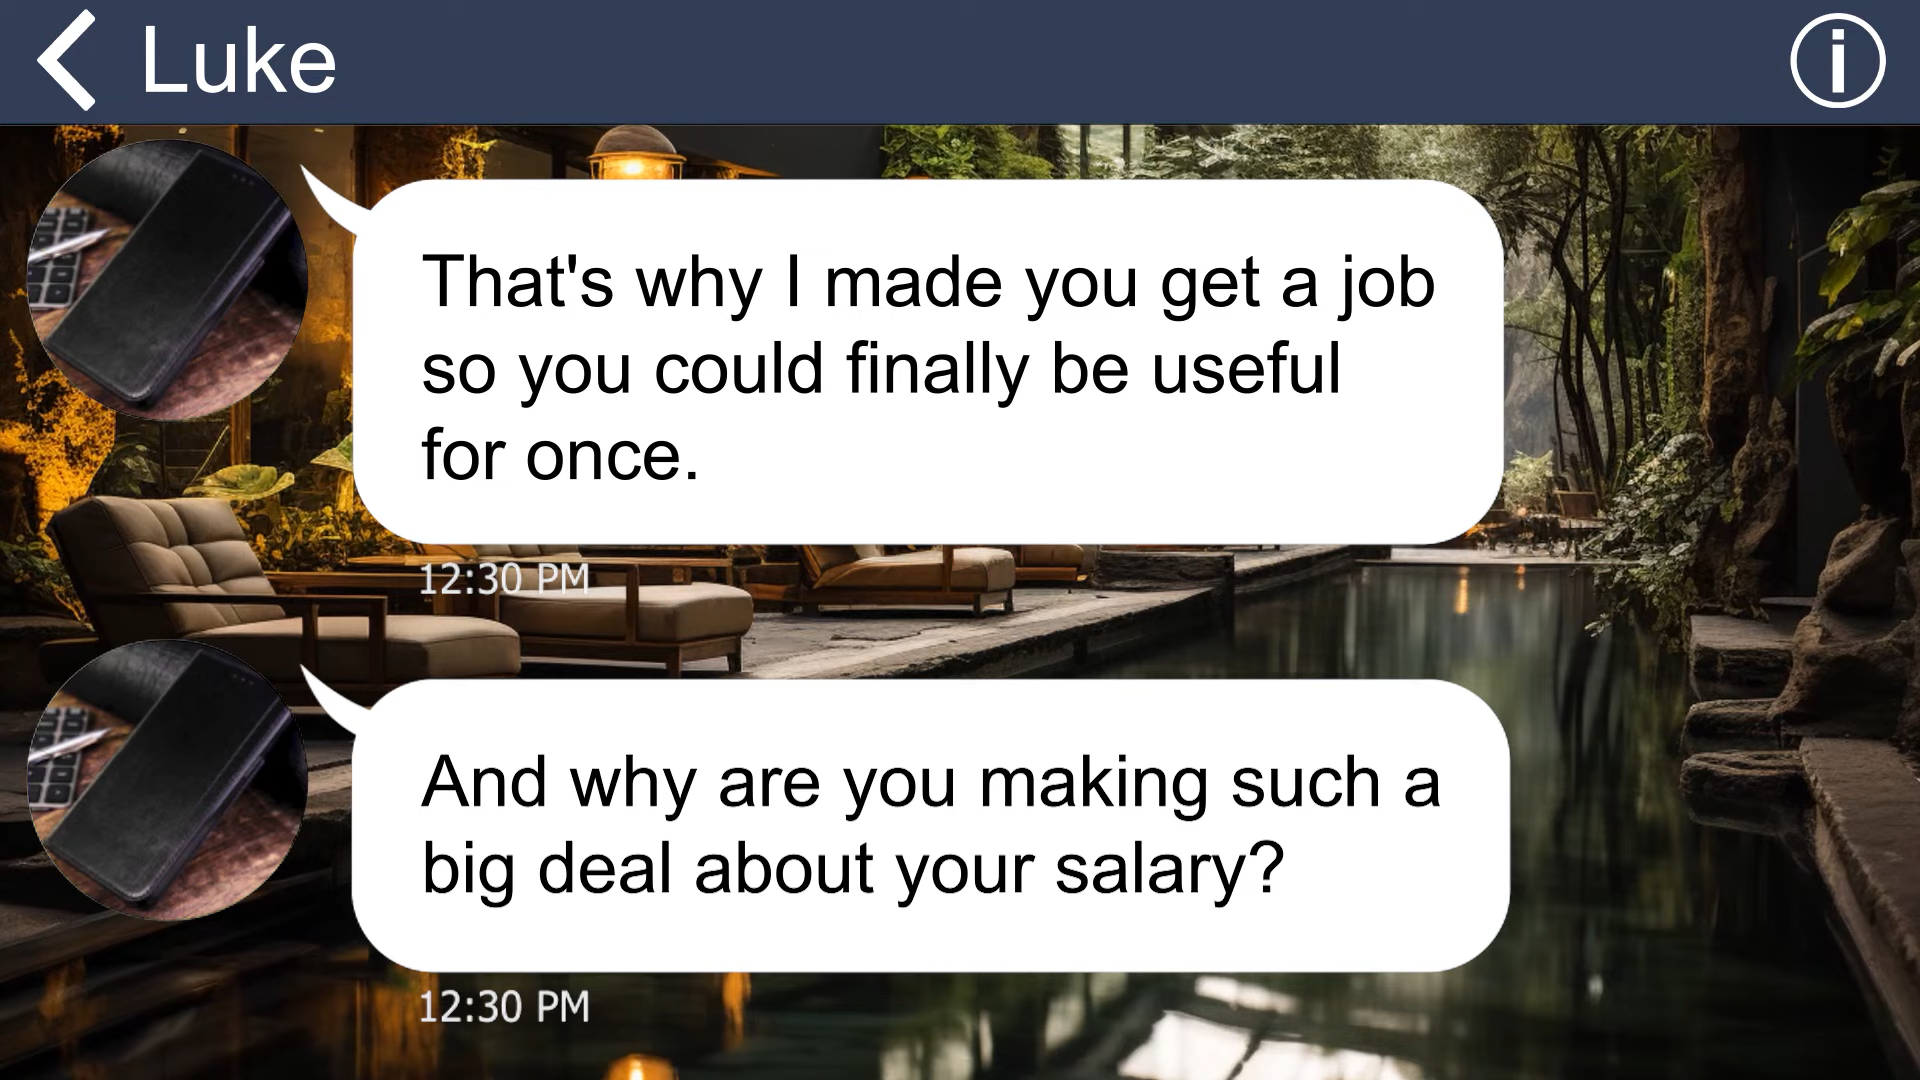 Luke
That's why I made you get a job
so you could finally be useful
for once.
12:30 PM
And why are you making such a
big deal about your salary?
12:30 PM